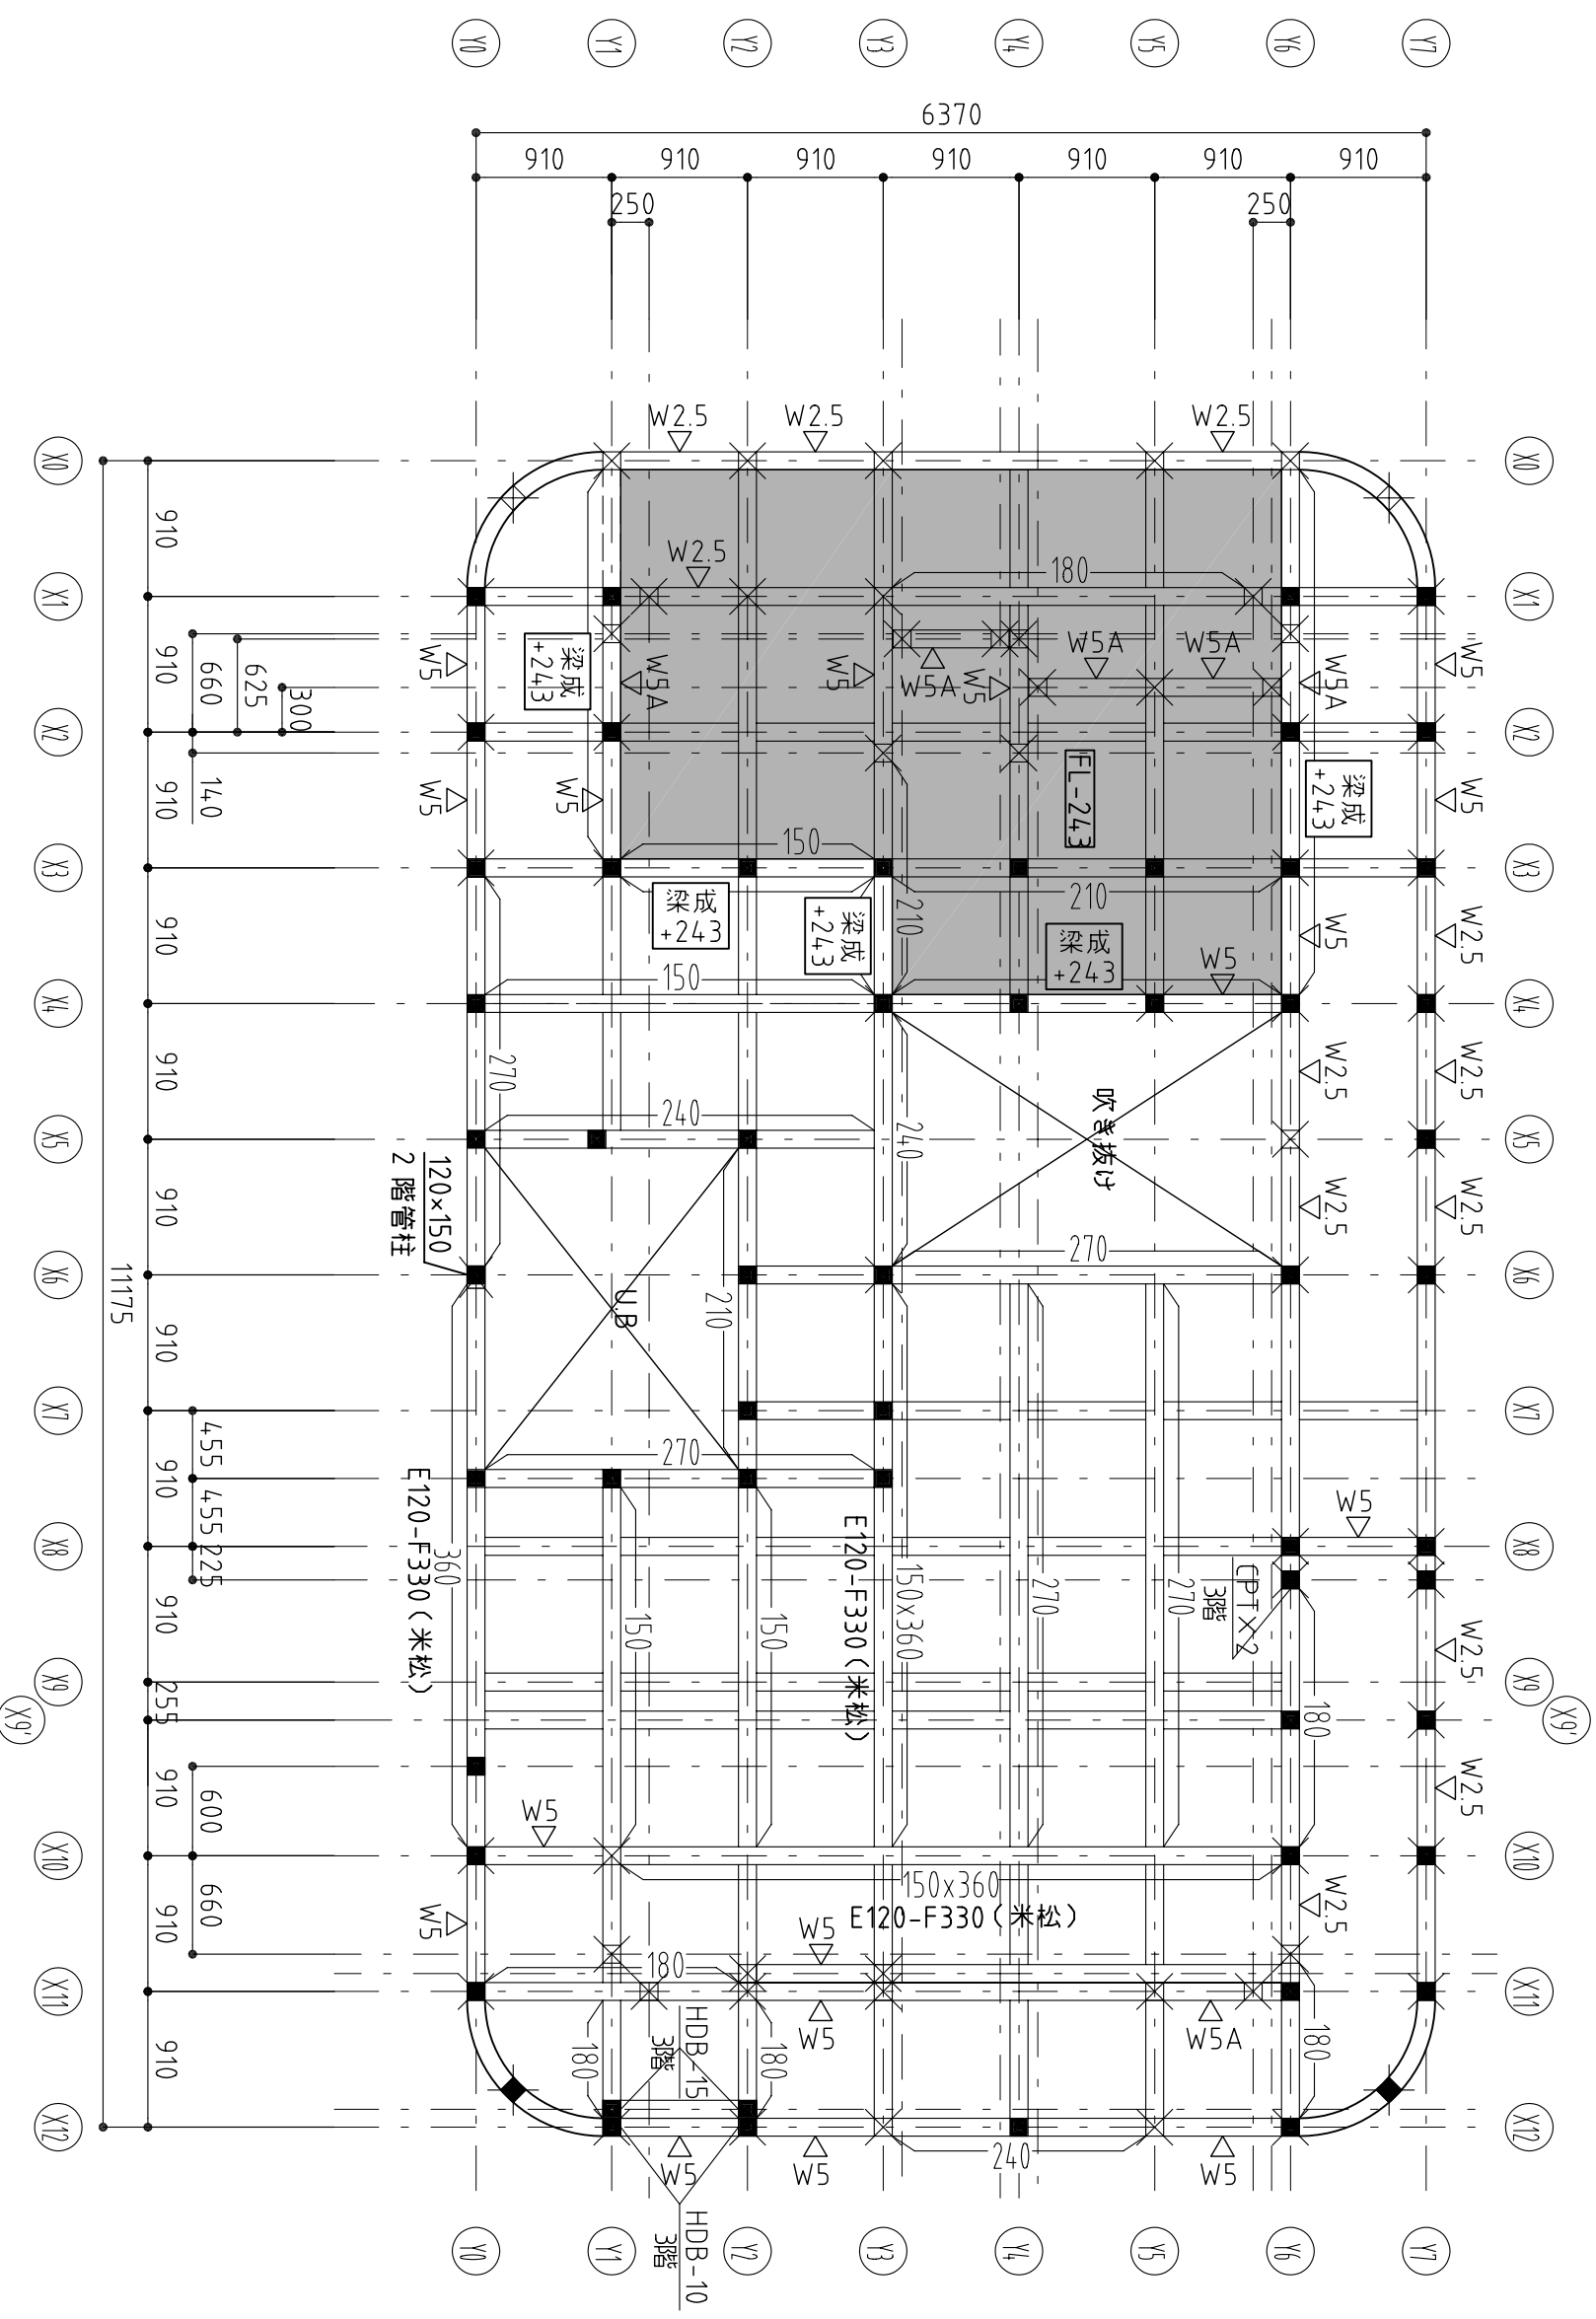 Y0 Y1 Y2 Y3 Y4 Y5 Y6 Y7
6370
910 910 910 910 910 910 910
250 250
W2.5 W2.5 W2.5
X0 X0
910
W2.5
180
X1 X1
W5A W5A
W5
梁成
+243
W5A
W5
W5A
W5
W5A
W5
910
660
625
300
X2 X2
140
910
W5
W5
FL-243
梁成
+243
W5
150
X3 X3
210
梁成
+243
梁成
+243
210
梁成
+243
W5
W5
W2.5
910
150
X4 X4
270
W2.5
W2.5
910
吹き抜け
240
240
X5 X5
120×150
2 階管柱
W2.5
W2.5
910
270
X6 X6
11175
U.B
210
910
X7 X7
455
270
910
E120-F330(米松)
W5
455
X8 X8
225
360
E120-F330(米松)
150x360
270
270
CPT×2
3階
150
150
910
W2.5
X9 X9
255
X9' X9'
180
910
600
W2.5
W5
X10 X10
150x360
E120-F330(米松)
W2.5
660
910
W5
W5
180
X11 X11
W5
W5A
HDB-15
3階
180
180
180
910
X12 X12
240
W5 W5 W5
HDB-10
3階
Y0 Y1 Y2 Y3 Y4 Y5 Y6 Y7